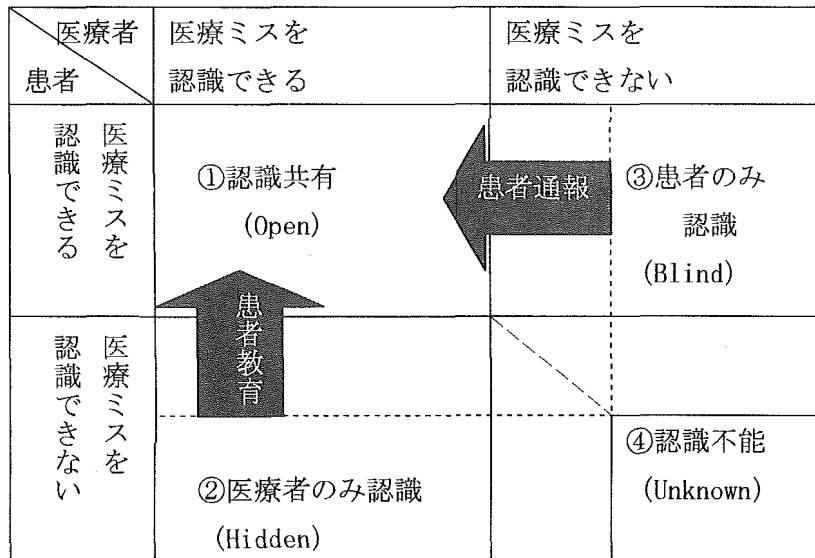 医療者
患者
医療ミスを
認識できる
医療ミスを
認識できない
医療ミスを
認識できる
①認識共有
(Open)
患者通報
③患者のみ
認識
(Blind)
患者教育
医療ミスを
認識できない
②医療者のみ認識
(Hidden)
④認識不能
(Unknown)